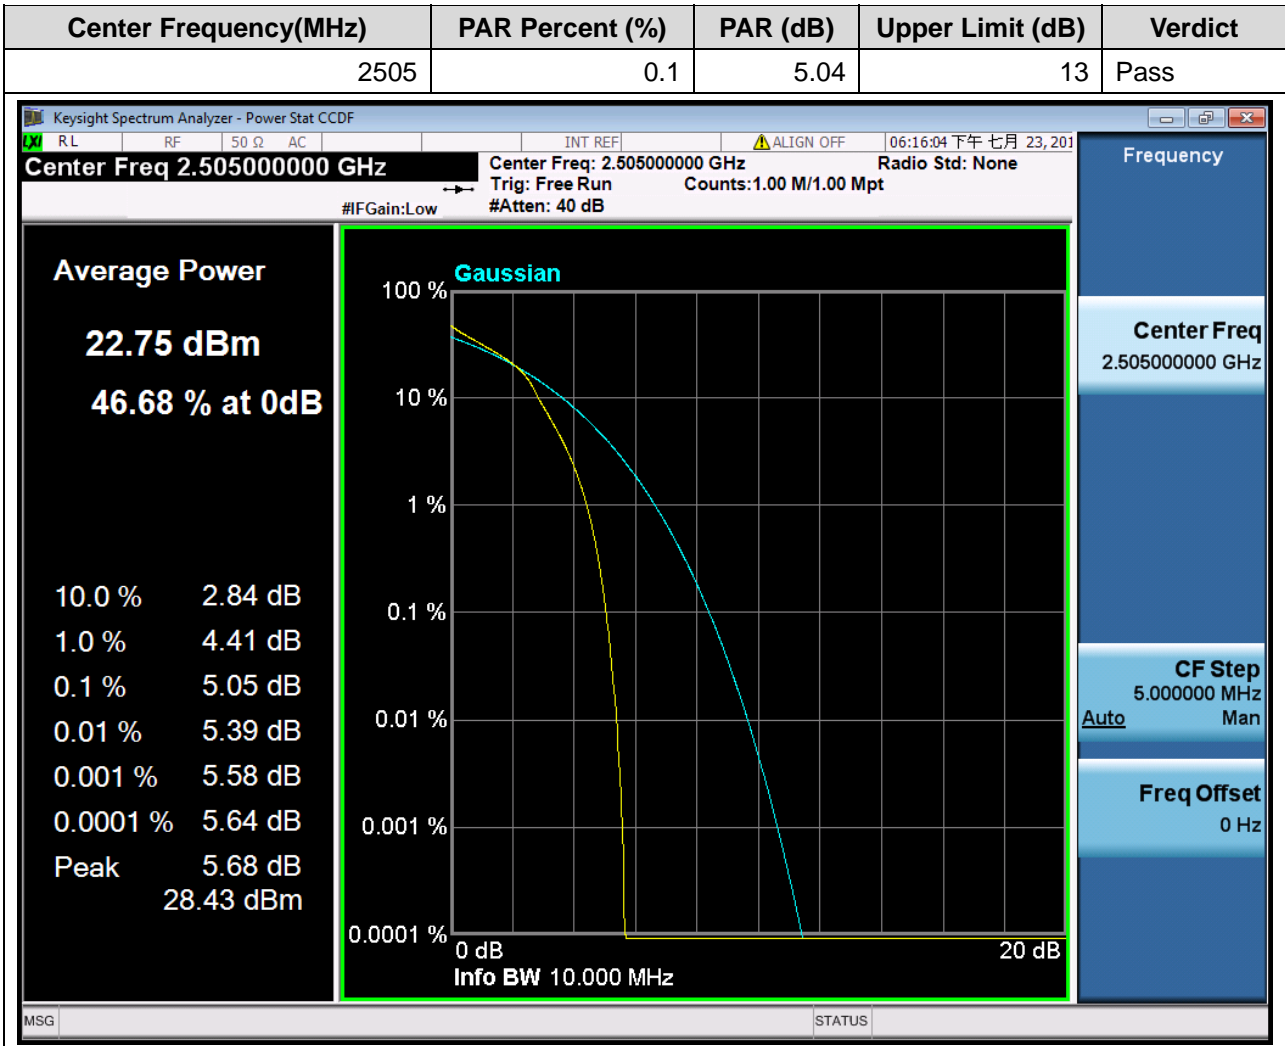 Center Frequency(MHz) PAR Percent (%) PAR (dB) Upper Limit (dB) Verdict
2505 0.1 5.04 13 Pass
Keysight Spectrum Analyzer - Power Stat CCDF
LXI RL RF 50 Ω AC INT REF ALIGN OFF 06:16:04 下午 七月 23, 201
Center Freq 2.505000000 GHz
Center Freq: 2.505000000 GHz Radio Std: None
Trig: Free Run Counts:1.00 M/1.00 Mpt
#IFGain:Low #Atten: 40 dB
Average Power
22.75 dBm
46.68 % at 0dB
10.0 % 2.84 dB
1.0 % 4.41 dB
0.1 % 5.05 dB
0.01 % 5.39 dB
0.001 % 5.58 dB
0.0001 % 5.64 dB
Peak 5.68 dB
28.43 dBm
Gaussian
100 %
10 %
1 %
0.1 %
0.01 %
0.001 %
0.0001 %
0 dB 20 dB
Info BW 10.000 MHz
Frequency
Center Freq
2.505000000 GHz
CF Step
5.000000 MHz
Auto Man
Freq Offset
0 Hz
MSG STATUS